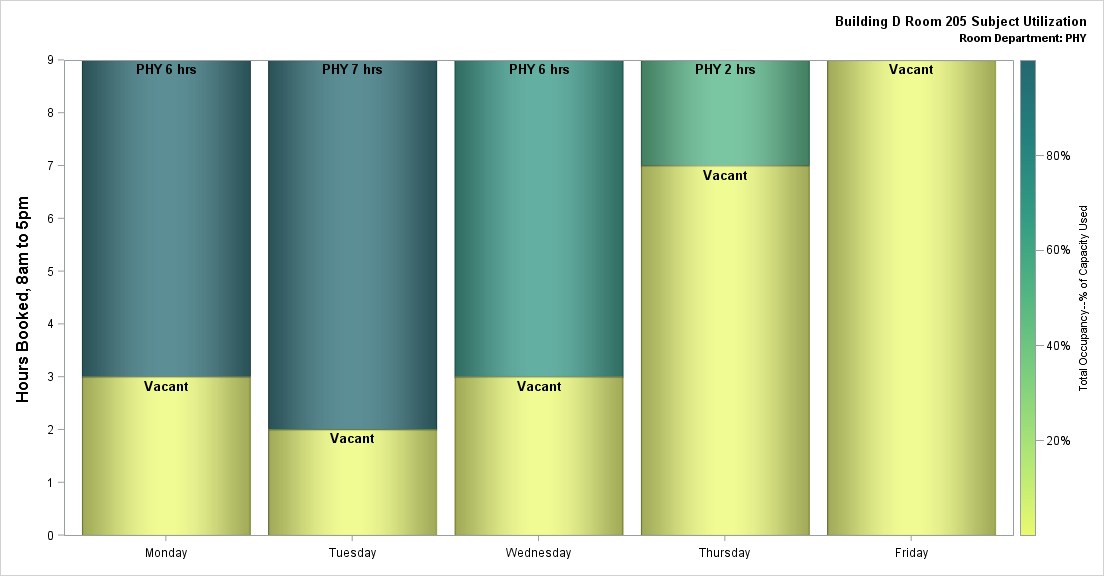 Building D Room 205 Subject Utilization
Room Department: PHY
Hours Booked, 8am to 5pm
9
8
7
6
5
4
3
2
1
0
PHY 6 hrs
Vacant
PHY 7 hrs
Vacant
PHY 6 hrs
Vacant
PHY 2 hrs
Vacant
Vacant
Monday
Tuesday
Wednesday
Thursday
Friday
80%
60%
40%
20%
Total Occupancy--% of Capacity Used